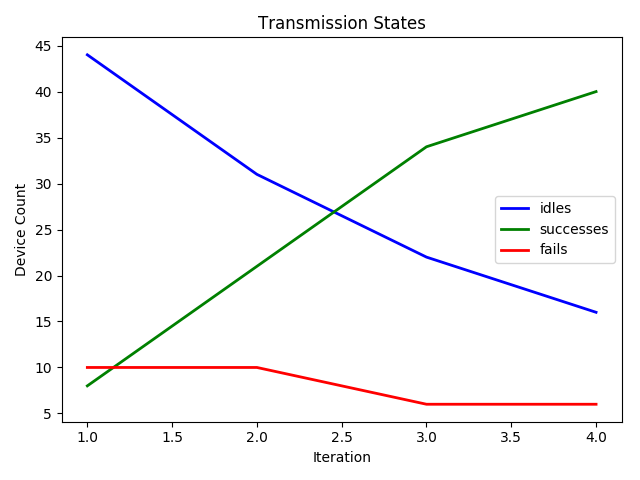 Transmission States
45
40
35
30
25
20
15
10
5
Device Count
idles
successes
fails
1.0 1.5 2.0 2.5 3.0 3.5 4.0
Iteration